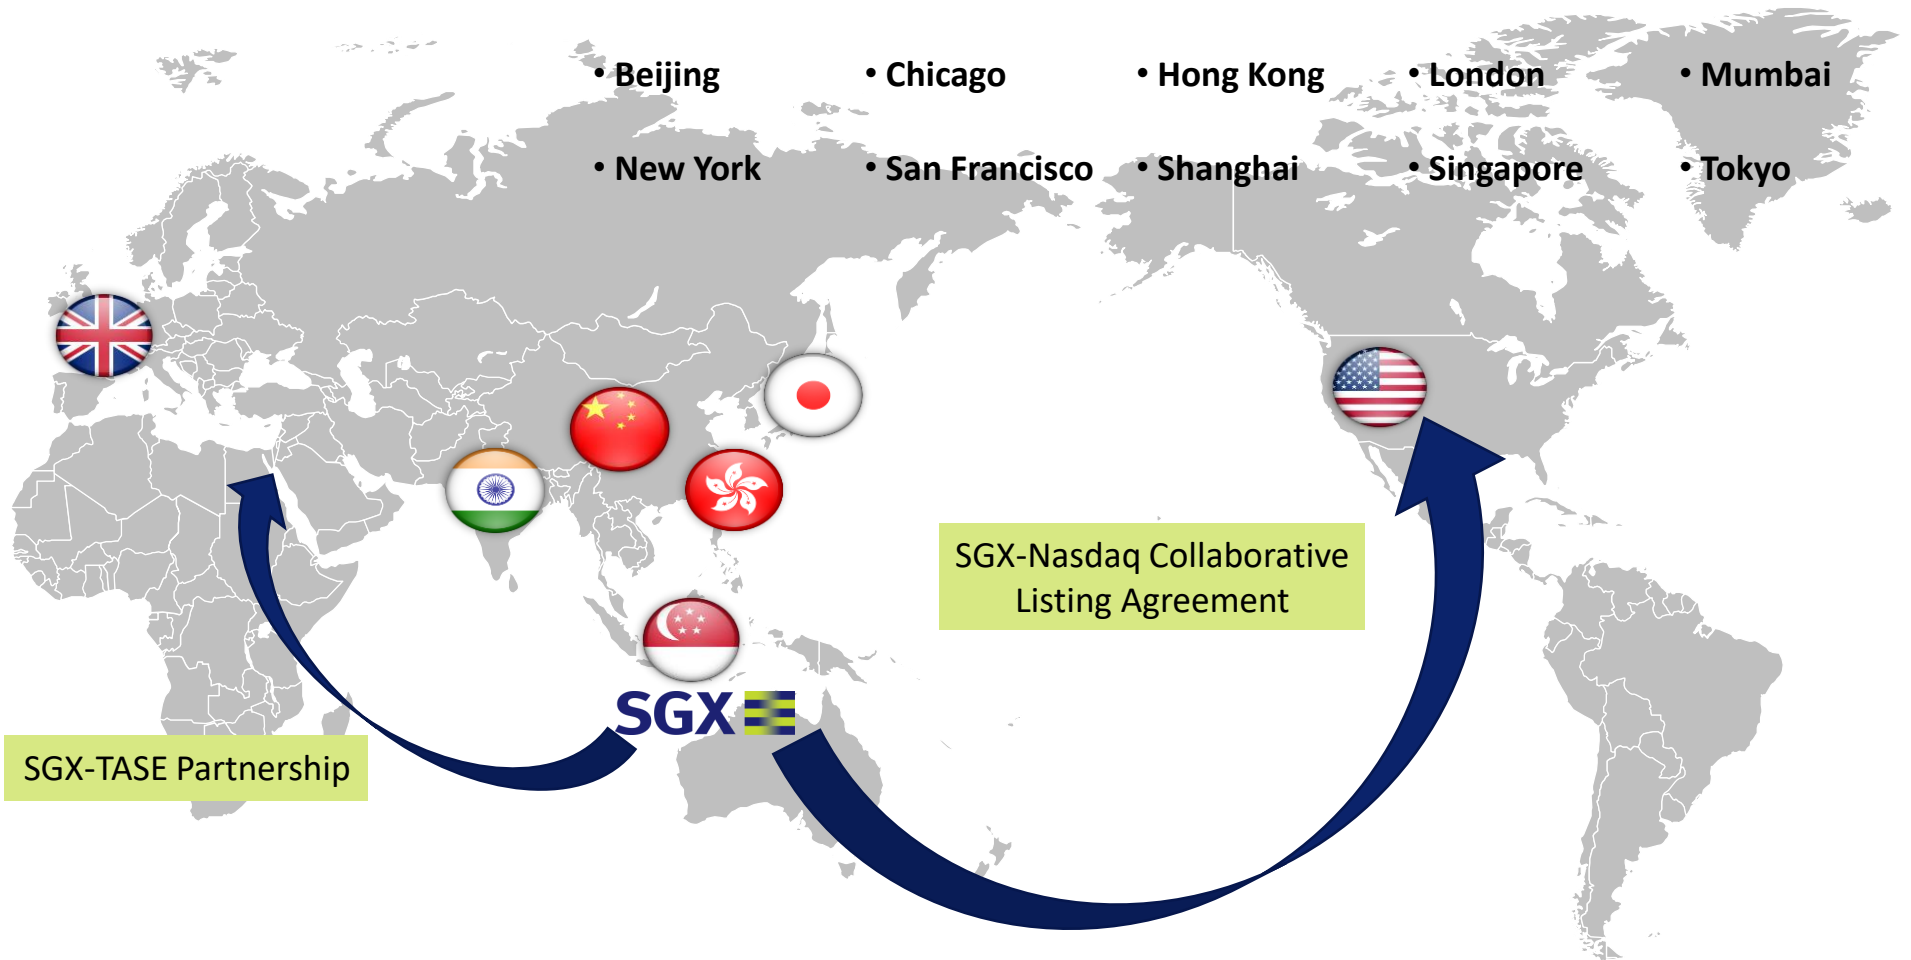 • Beijing
• Chicago
• Hong Kong
• London
• Mumbai
• New York
• San Francisco
• Shanghai
• Singapore
• Tokyo
SGX-Nasdaq Collaborative
Listing Agreement
SGX
SGX-TASE Partnership